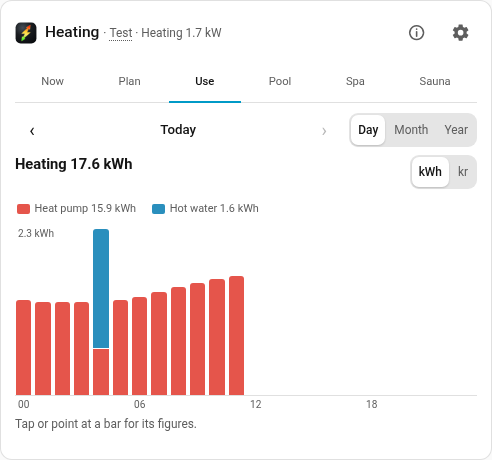 Heating · Test · Heating 1.7 kW
Now Plan Use Pool Spa Sauna
‹ Today › Day Month Year
Heating 17.6 kWh
kWh kr
Heat pump 15.9 kWh Hot water 1.6 kWh
2.3 kWh
00 06 12 18
Tap or point at a bar for its figures.